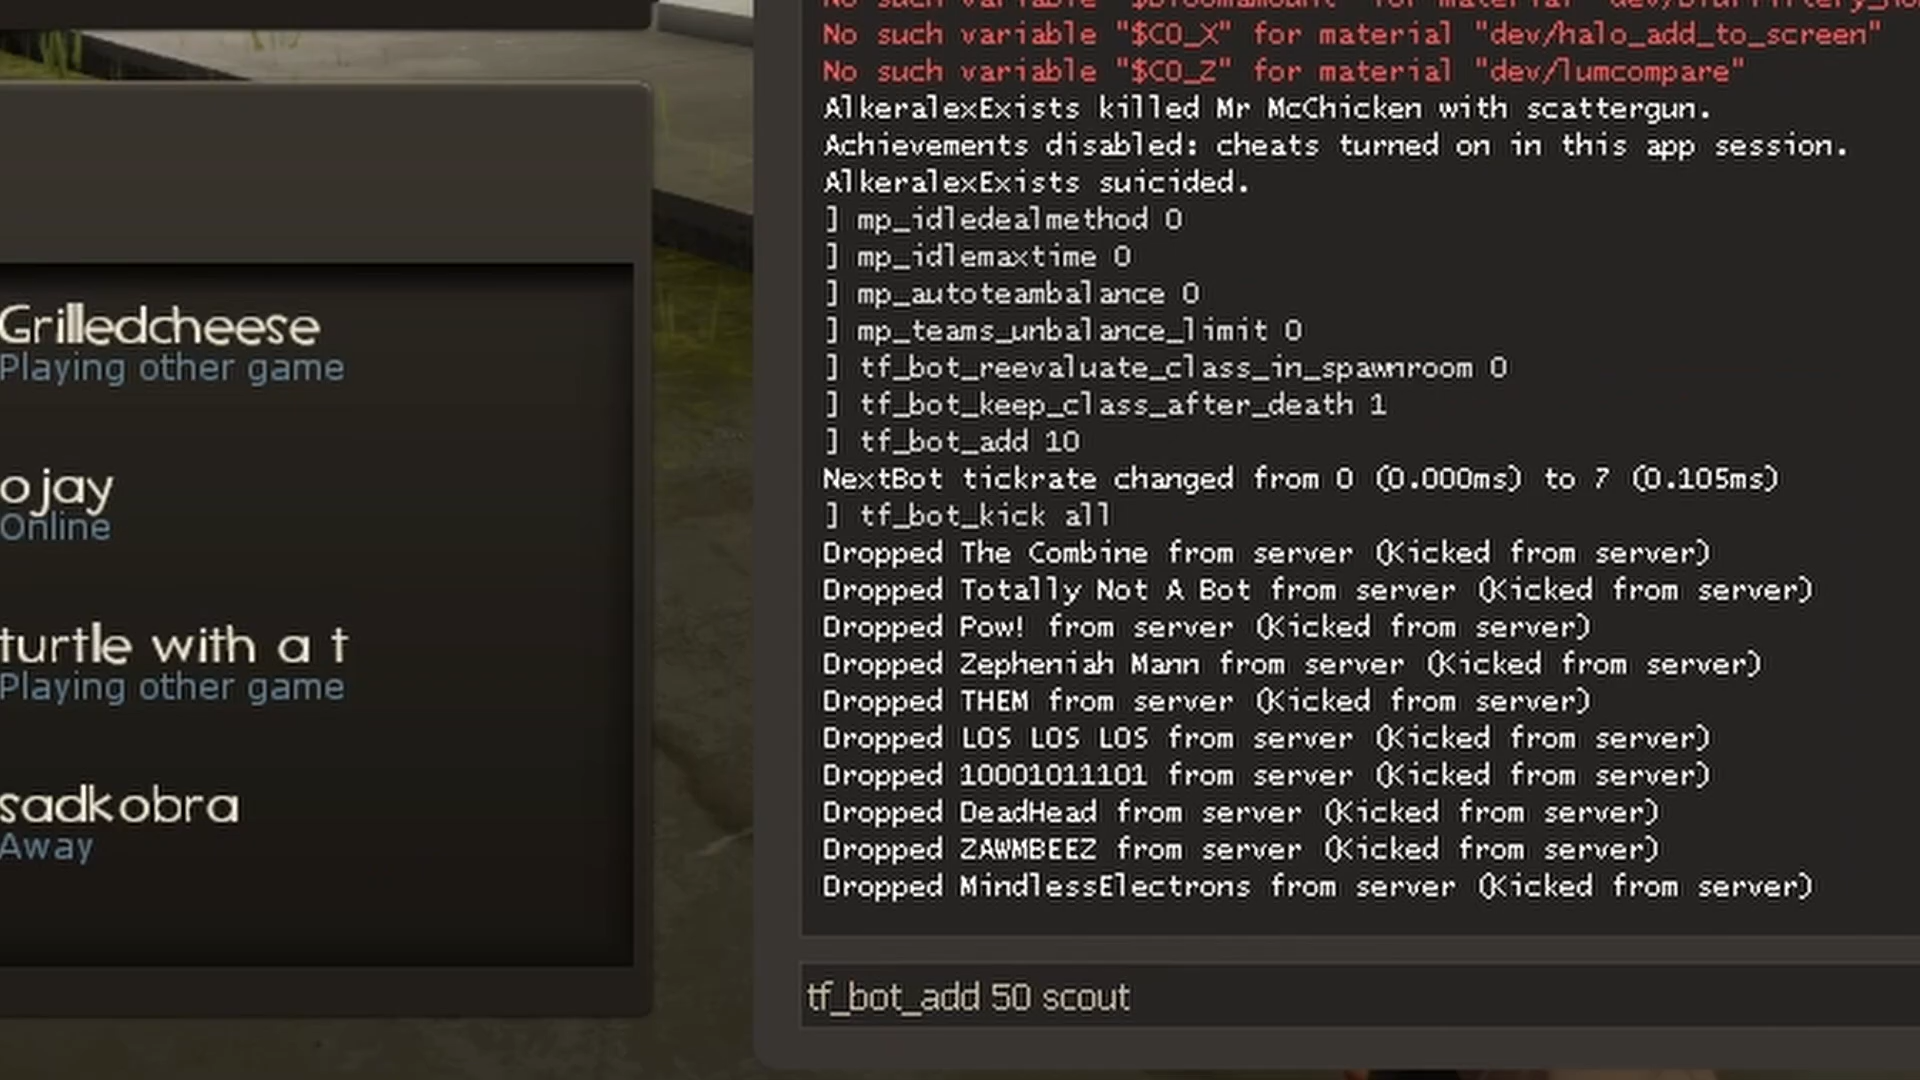 Grilledcheese
Playing other game
ojay
Online
turtle with a t
Playing other game
sadkobra
Away
No such variable "$CO_X" for material "dev/halo_add_to_screen"
No such variable "$CO_Z" for material "dev/lumcompare"
AlkeralexExists killed Mr McChicken with scattergun.
Achievements disabled: cheats turned on in this app session.
AlkeralexExists suicided.
] mp_idledealmethod 0
] mp_idlemaxtime 0
] mp_autoteambalance 0
] mp_teams_unbalance_limit 0
] tf_bot_reevaluate_class_in_spawnroom 0
] tf_bot_keep_class_after_death 1
] tf_bot_add 10
NextBot tickrate changed from 0 (0.000ms) to 7 (0.105ms)
] tf_bot_kick all
Dropped The Combine from server (Kicked from server)
Dropped Totally Not A Bot from server (Kicked from server)
Dropped Pow! from server (Kicked from server)
Dropped Zepheniah Mann from server (Kicked from server)
Dropped THEM from server (Kicked from server)
Dropped LOS LOS LOS from server (Kicked from server)
Dropped 10001011101 from server (Kicked from server)
Dropped DeadHead from server (Kicked from server)
Dropped ZAWMBEEZ from server (Kicked from server)
Dropped MindlessElectrons from server (Kicked from server)
tf_bot_add 50 scout